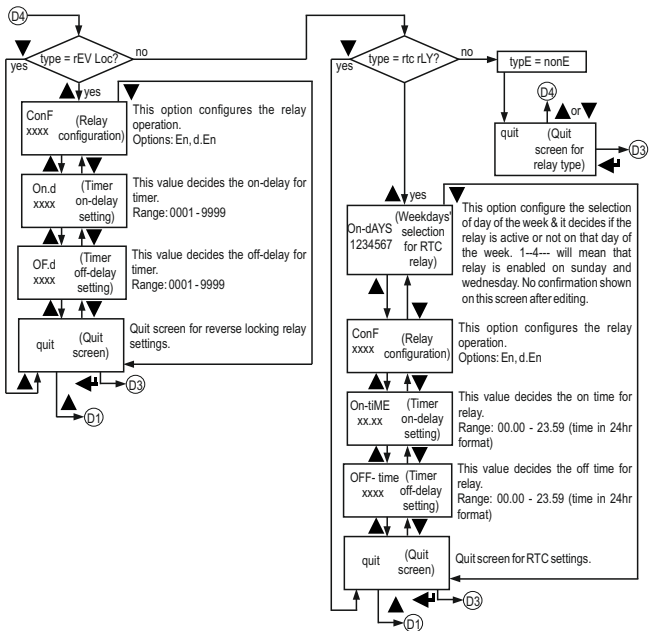 D4
type = rEV Loc?
no
yes
yes
ConF
xxxx
(Relay
configuration)
This option configures the relay
operation.
Options: En, d.En
On.d
xxxx
(Timer
on-delay
setting)
This value decides the on-delay for
timer.
Range: 0001 - 9999
OF.d
xxxx
(Timer
off-delay
setting)
This value decides the off-delay for
timer.
Range: 0001 - 9999
quit
(Quit
screen)
Quit screen for reverse locking relay
settings.
D3
D1
type = rtc rLY?
no
yes
yes
typE = nonE
D4
or
quit
(Quit
screen for
relay type)
D3
On-dAYS
1234567
(Weekdays'
selection
for RTC
relay)
This option configure the selection
of day of the week & it decides if the
relay is active or not on that day of
the week. 1--4--- will mean that
relay is enabled on sunday and
wednesday. No confirmation shown
on this screen after editing.
ConF
xxxx
(Relay
configuration)
This option configures the relay
operation.
Options: En, d.En
On-tiME
xx.xx
(Timer
on-delay
setting)
This value decides the on time for
relay.
Range: 00.00 - 23.59 (time in 24hr
format)
OFF- time
xxxx
(Timer
off-delay
setting)
This value decides the off time for
relay.
Range: 00.00 - 23.59 (time in 24hr
format)
quit
(Quit
screen)
Quit screen for RTC settings.
D3
D1